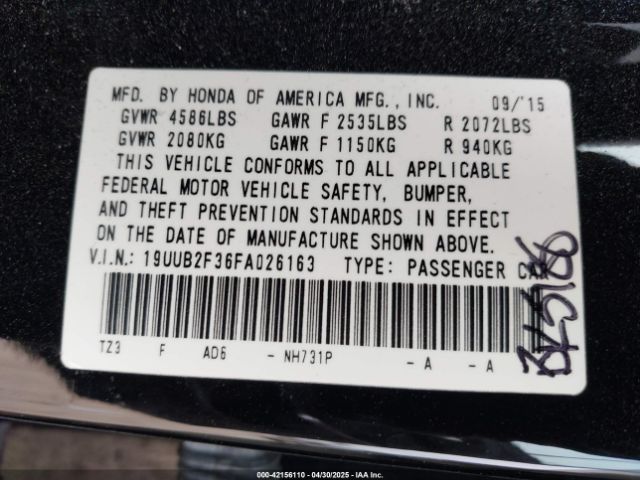 MFD. BY HONDA OF AMERICA MFG., INC. 09/'15
GVWR 4586LBS GAWR F 2535LBS R 2072LBS
GVWR 2080KG GAWR F 1150KG R 940KG
THIS VEHICLE CONFORMS TO ALL APPLICABLE
FEDERAL MOTOR VEHICLE SAFETY, BUMPER,
AND THEFT PREVENTION STANDARDS IN EFFECT
ON THE DATE OF MANUFACTURE SHOWN ABOVE.
V.I.N.: 19UUB2F36FA026163 TYPE: PASSENGER CAR
TZ3 F AD6 - NH731P - A - A
000-42156110 - 04/30/2025 - IAA Inc.